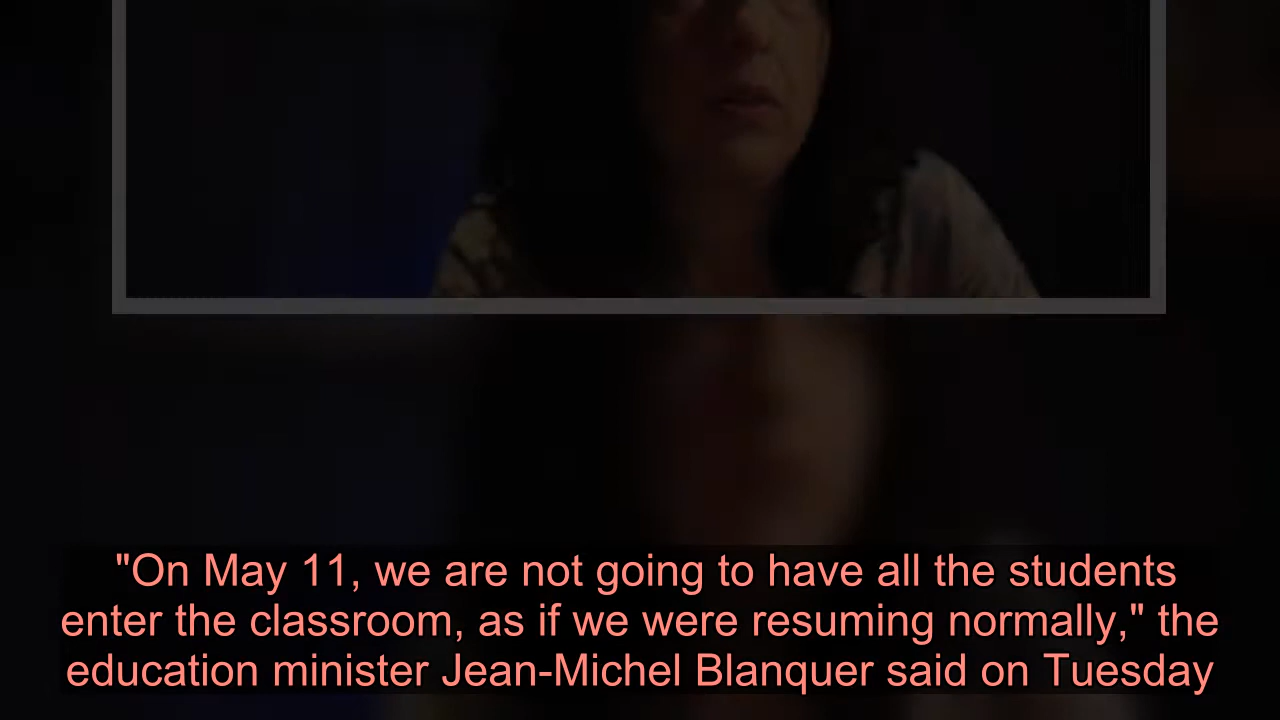 "On May 11, we are not going to have all the students
enter the classroom, as if we were resuming normally," the
education minister Jean-Michel Blanquer said on Tuesday